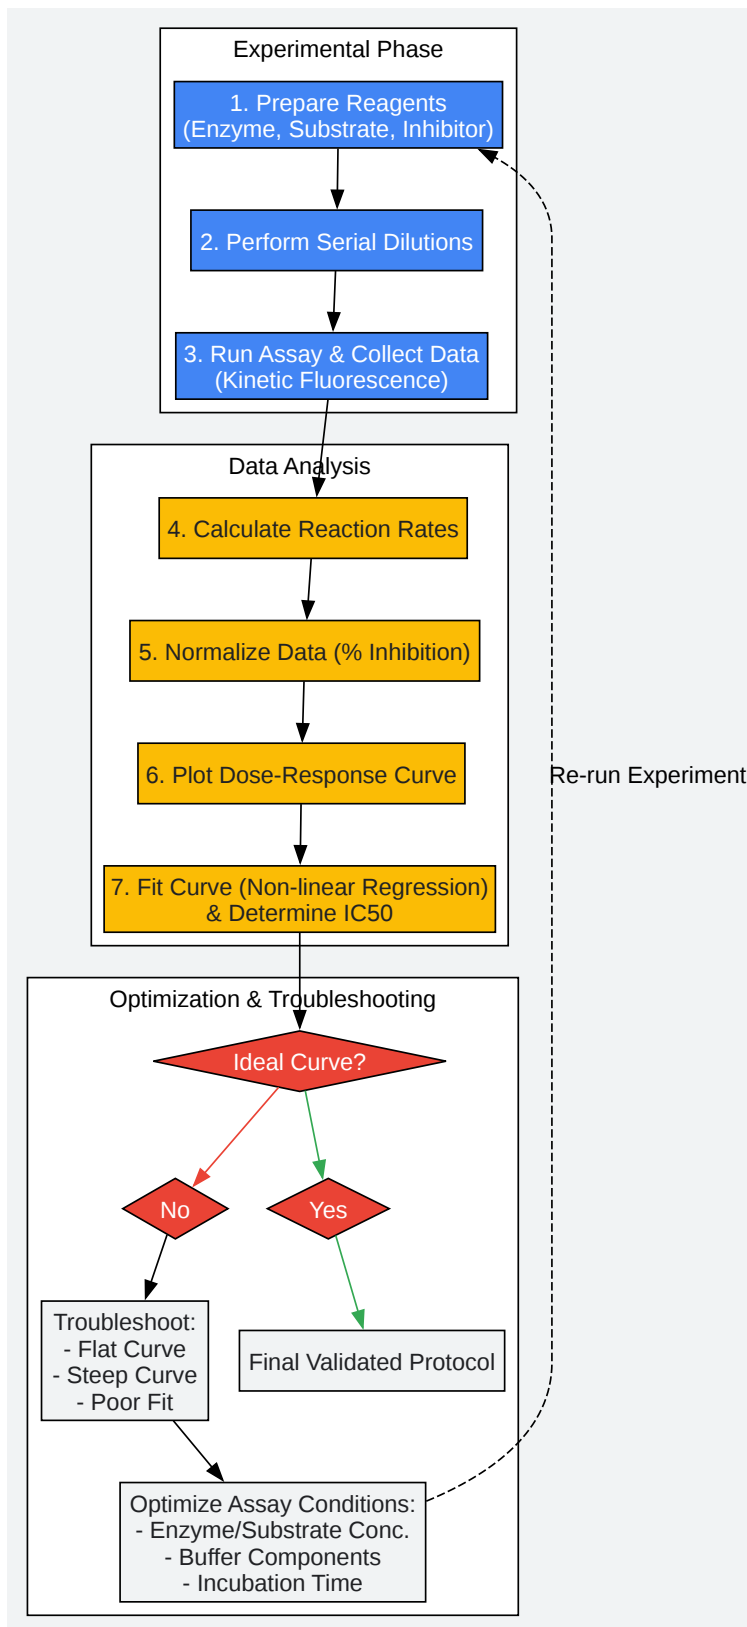 Experimental Phase
1. Prepare Reagents
(Enzyme, Substrate, Inhibitor)
2. Perform Serial Dilutions
3. Run Assay & Collect Data
(Kinetic Fluorescence)
Data Analysis
4. Calculate Reaction Rates
5. Normalize Data (% Inhibition)
6. Plot Dose-Response Curve
Re-run Experiment
7. Fit Curve (Non-linear Regression)
& Determine IC50
Optimization & Troubleshooting
Ideal Curve?
No
Yes
Troubleshoot:
- Flat Curve
- Steep Curve
- Poor Fit
Final Validated Protocol
Optimize Assay Conditions:
- Enzyme/Substrate Conc.
- Buffer Components
- Incubation Time